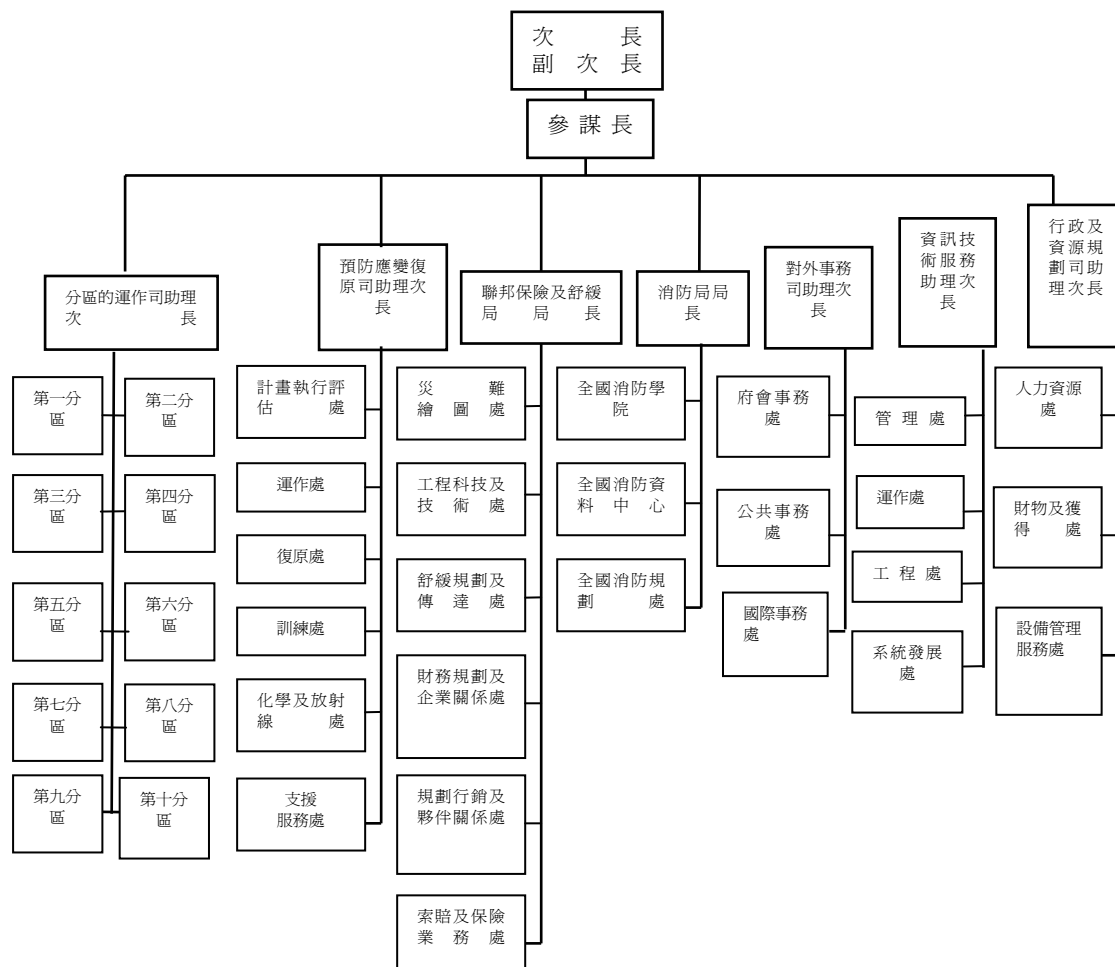 次長
副次長
參謀長
分區的運作司助理
次長
預防應變復
原司助理次
長
聯邦保險及舒緩
局局長
消防局局
長
對外事務
司助理次
長
資訊技
術服務
助理次
長
行政及
資源規
劃司助
理次長
第一分
區
第二分
區
第三分
區
第四分
區
第五分
區
第六分
區
第七分
區
第八分
區
第九分
區
第十分
區
計畫執行評
估處
運作處
復原處
訓練處
化學及放射
線處
支援
服務處
災難
繪圖處
工程科技及
技術處
舒緩規劃及
傳達處
財務規劃及
企業關係處
規劃行銷及
夥伴關係處
索賠及保險
業務處
全國消防學
院
全國消防資
料中心
全國消防規
劃處
府會事務
處
公共事務
處
國際事務
處
管理處
運作處
工程處
系統發展
處
人力資源
處
財物及獲
得處
設備管理
服務處